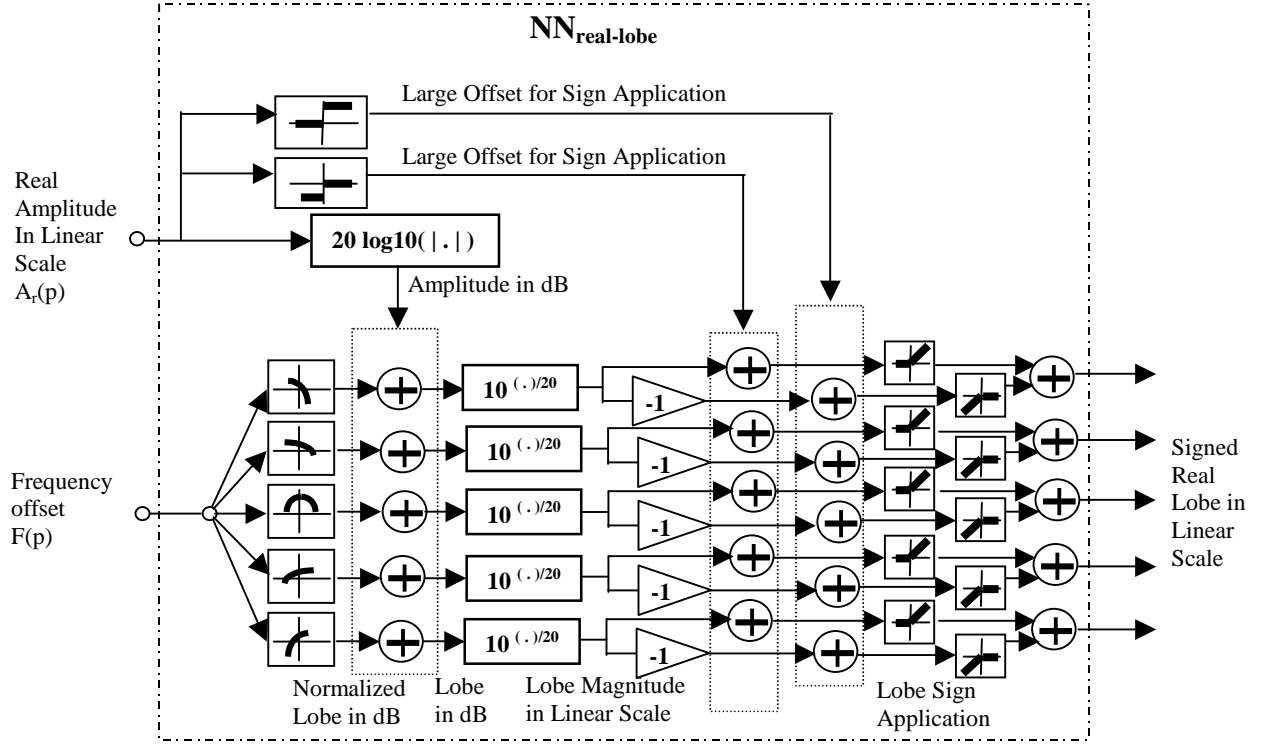 NNreal-lobe
Large Offset for Sign Application
Large Offset for Sign Application
Real
Amplitude
In Linear
Scale
Ar(p)
20 log10( | . | )
Amplitude in dB
10 ( . )/20
-1
10 ( . )/20
-1
10 ( . )/20
-1
10 ( . )/20
-1
10 ( . )/20
-1
Frequency
offset
F(p)
Signed
Real
Lobe in
Linear
Scale
Normalized
Lobe in dB
Lobe
in dB
Lobe Magnitude
in Linear Scale
Lobe Sign
Application